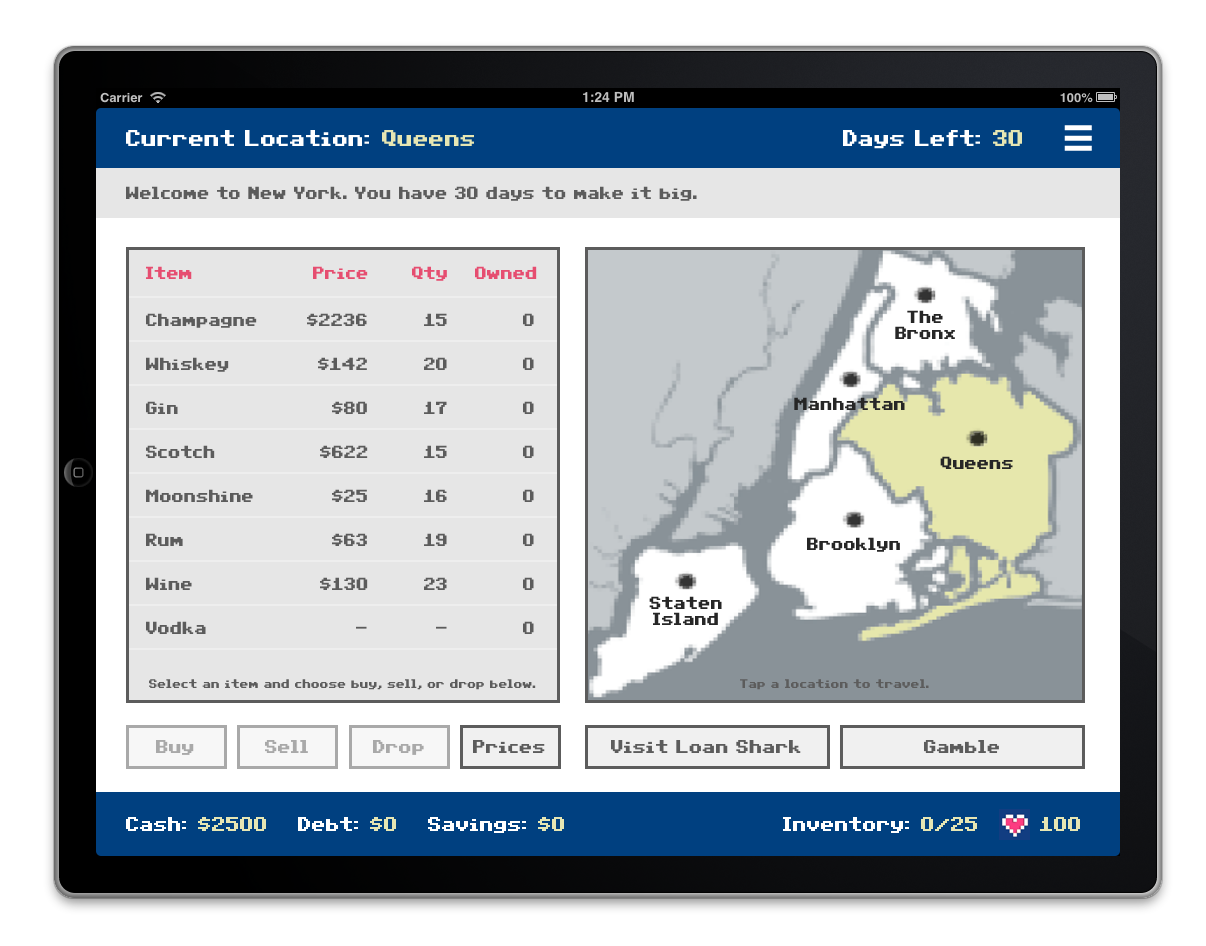 Carrier 1:24 PM 100%
Current Location: Queens Days Left: 30
Welcome to New York. You have 30 days to make it big.
Item Price Qty Owned
Champagne $2236 15 0
Whiskey $142 20 0
Gin $80 17 0
Scotch $622 15 0
Moonshine $25 16 0
Rum $63 19 0
Wine $130 23 0
Vodka – – 0
Select an item and choose buy, sell, or drop below.
The
Bronx
Manhattan
Queens
Brooklyn
Staten
Island
Tap a location to travel.
Buy Sell Drop Prices Visit Loan Shark Gamble
Cash: $2500 Debt: $0 Savings: $0 Inventory: 0/25 100